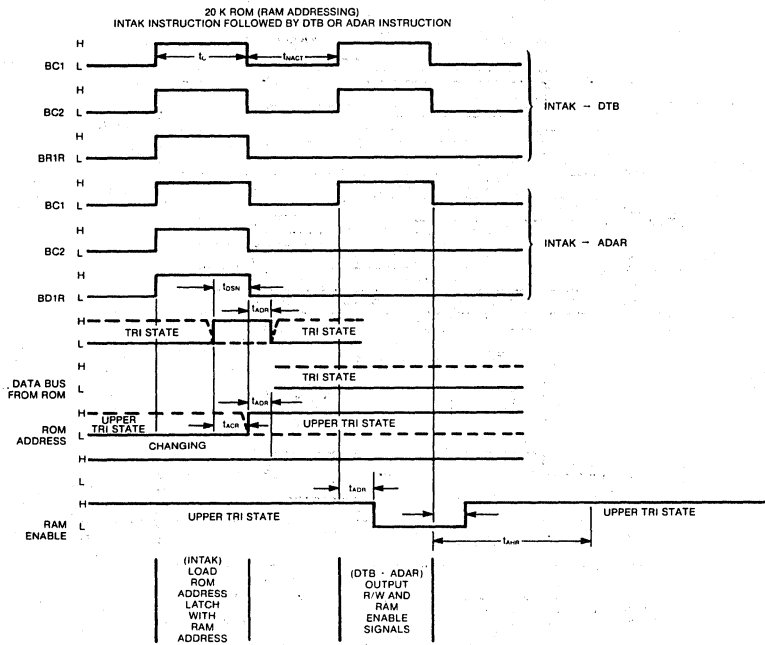 20 K ROM (RAM ADDRESSING)
INTAK INSTRUCTION FOLLOWED BY DTB OR ADAR INSTRUCTION
H
BC1 L
tL
tNACT
H
BC2 L
INTAK – DTB
H
BR1R L
H
BC1 L
H
BC2 L
INTAK – ADAR
H
BD1R L
tDSN
tADR
H
TRI STATE
TRI STATE
L
H
TRI STATE
DATA BUS
FROM ROM
L
tADR
H
UPPER
TRI STATE
UPPER TRI STATE
ROM
ADDRESS
L
tACR
CHANGING
H
L
tADR
H
UPPER TRI STATE
UPPER TRI STATE
RAM
ENABLE
L
tAHR
(INTAK)
LOAD
ROM
ADDRESS
LATCH
WITH
RAM
ADDRESS
(DTB - ADAR)
OUTPUT
R/W AND
RAM
ENABLE
SIGNALS